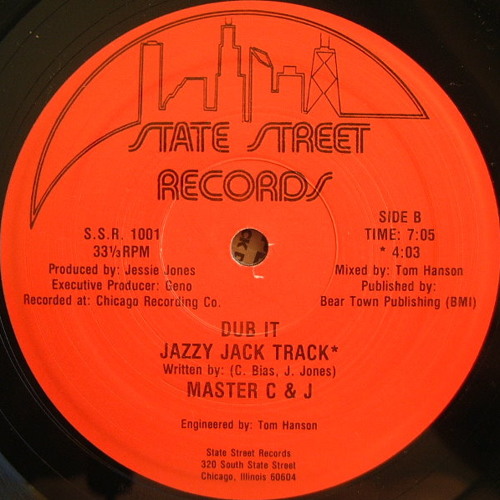 STATE STREET
RECORDS
S.S.R. 1001
33⅓RPM
Produced by: Jessie Jones
Executive Producer: Geno
Recorded at: Chicago Recording Co.
SIDE B
TIME: 7:05
* 4:03
Mixed by: Tom Hanson
Published by:
Bear Town Publishing (BMI)
DUB IT
JAZZY JACK TRACK*
Written by: (C. Bias, J. Jones)
MASTER C & J
Engineered by: Tom Hanson
State Street Records
320 South State Street
Chicago, Illinois 60604